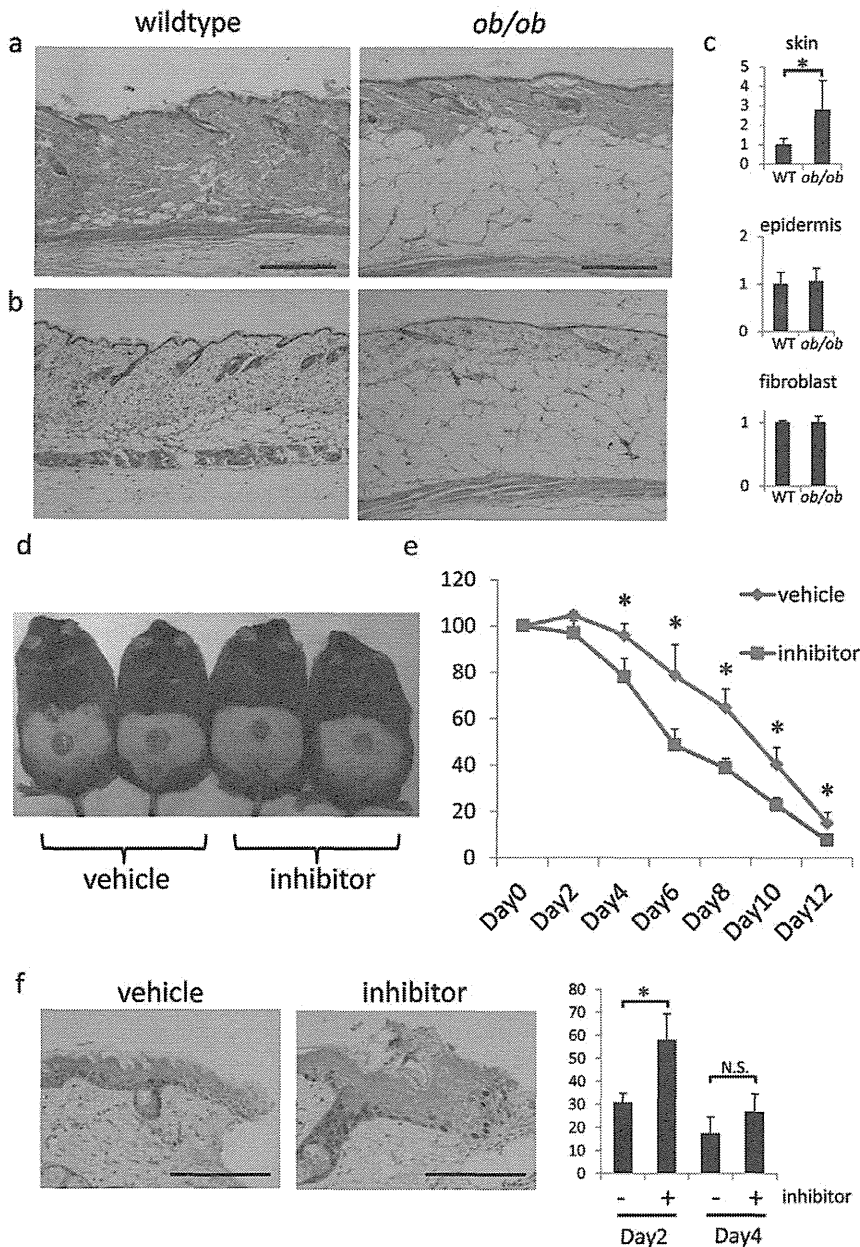 wildtype
ob/ob
a
b
c
skin
5
4
3
2
1
0
*
WT ob/ob
epidermis
2
1
0
WT ob/ob
fibroblast
1
0
WT ob/ob
d
vehicle
inhibitor
e
120
100
80
60
40
20
0
* * * * *
vehicle
inhibitor
Day0 Day2 Day4 Day6 Day8 Day10 Day12
f
vehicle
inhibitor
80
70
60
50
40
30
20
10
0
*
N.S.
- + - + inhibitor
Day2 Day4